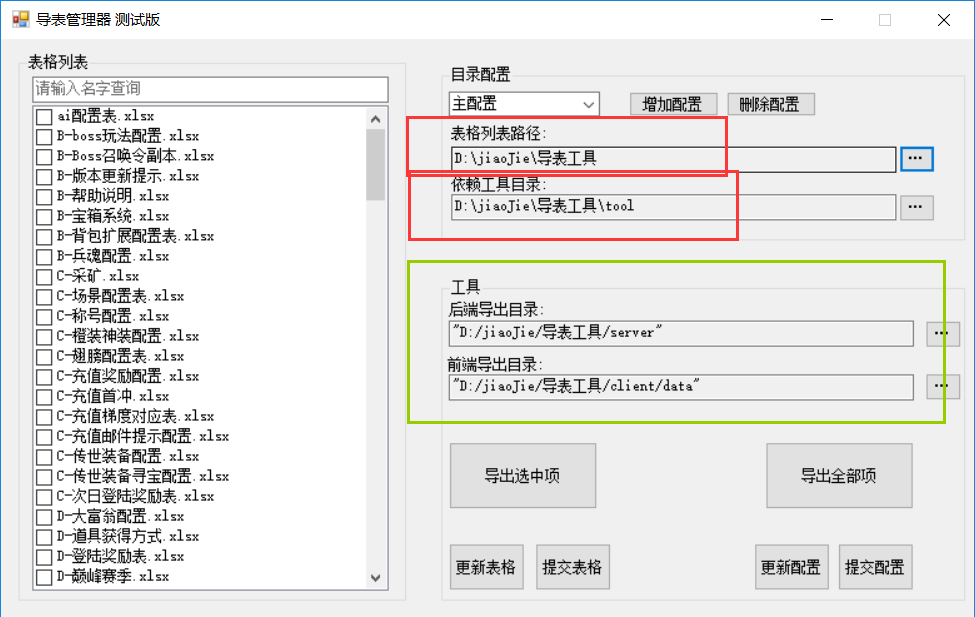 导表管理器 测试版
表格列表
请输入名字查询
ai配置表.xlsx
B-boss玩法配置.xlsx
B-Boss召唤令副本.xlsx
B-版本更新提示.xlsx
B-帮助说明.xlsx
B-宝箱系统.xlsx
B-背包扩展配置表.xlsx
B-兵魂配置.xlsx
C-采矿.xlsx
C-场景配置表.xlsx
C-称号配置.xlsx
C-橙装神装配置.xlsx
C-翅膀配置表.xlsx
C-充值奖励配置.xlsx
C-充值首冲.xlsx
C-充值梯度对应表.xlsx
C-充值邮件提示配置.xlsx
C-传世装备配置.xlsx
C-传世装备寻宝配置.xlsx
C-次日登陆奖励表.xlsx
D-大富翁配置.xlsx
D-道具获得方式.xlsx
D-登陆奖励表.xlsx
D-巅峰赛季.xlsx
目录配置
主配置
增加配置
删除配置
表格列表路径:
D:\jiaoJie\导表工具
...
依赖工具目录:
D:\jiaoJie\导表工具\tool
...
工具
后端导出目录:
"D:/jiaoJie/导表工具/server"
...
前端导出目录:
"D:/jiaoJie/导表工具/client/data"
...
导出选中项
导出全部项
更新表格
提交表格
更新配置
提交配置